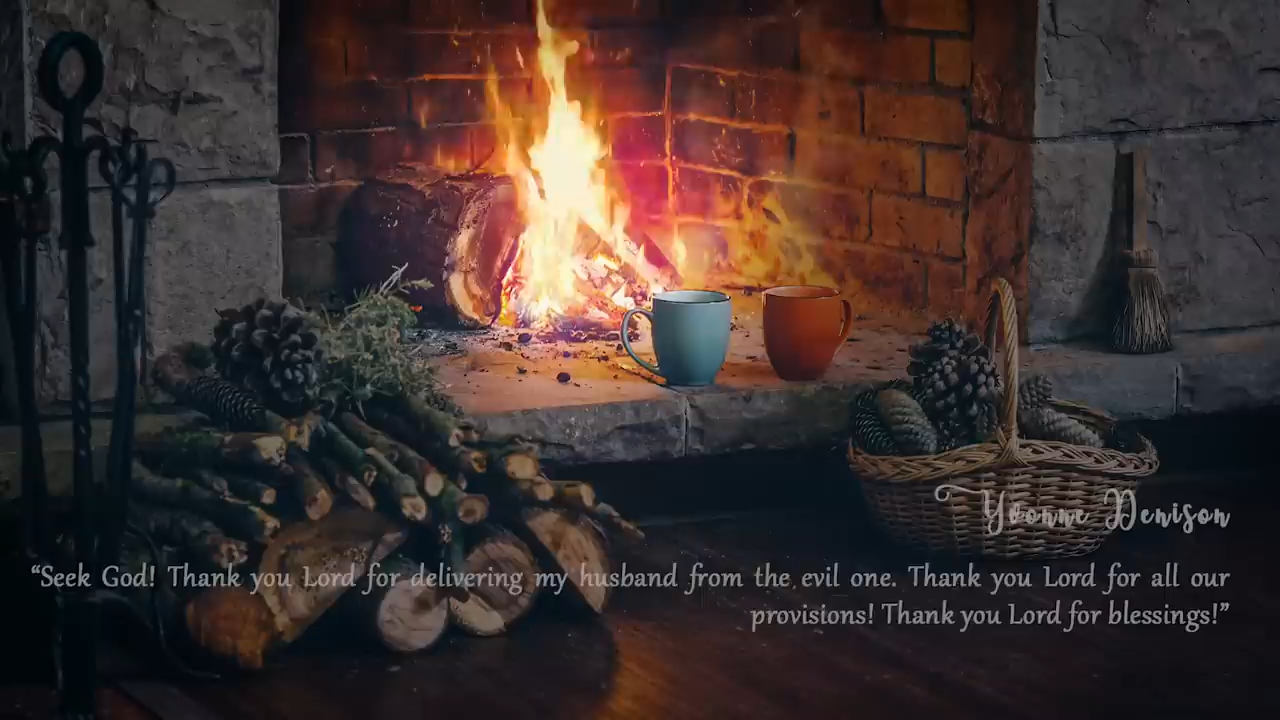 Yvonne Denison
“Seek God! Thank you Lord for delivering my husband from the evil one. Thank you Lord for all our
provisions! Thank you Lord for blessings!”